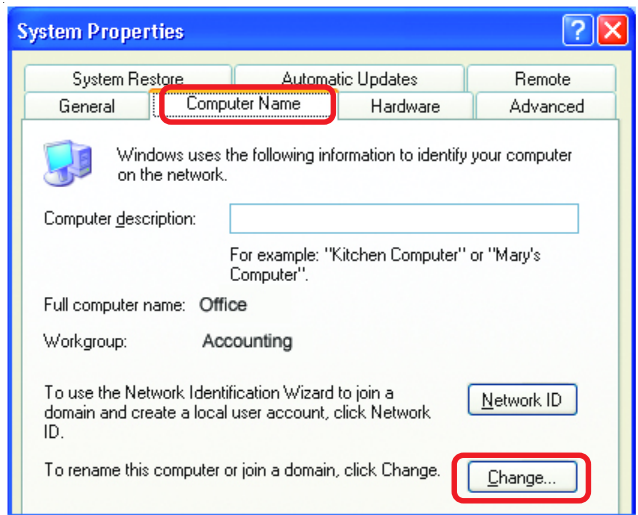 System Properties
System Restore Automatic Updates Remote
General Computer Name Hardware Advanced
Windows uses the following information to identify your computer
on the network.
Computer description:
For example: "Kitchen Computer" or "Mary's
Computer".
Full computer name: Office
Workgroup: Accounting
To use the Network Identification Wizard to join a
domain and create a local user account, click Network
ID.
Network ID
To rename this computer or join a domain, click Change.
Change...